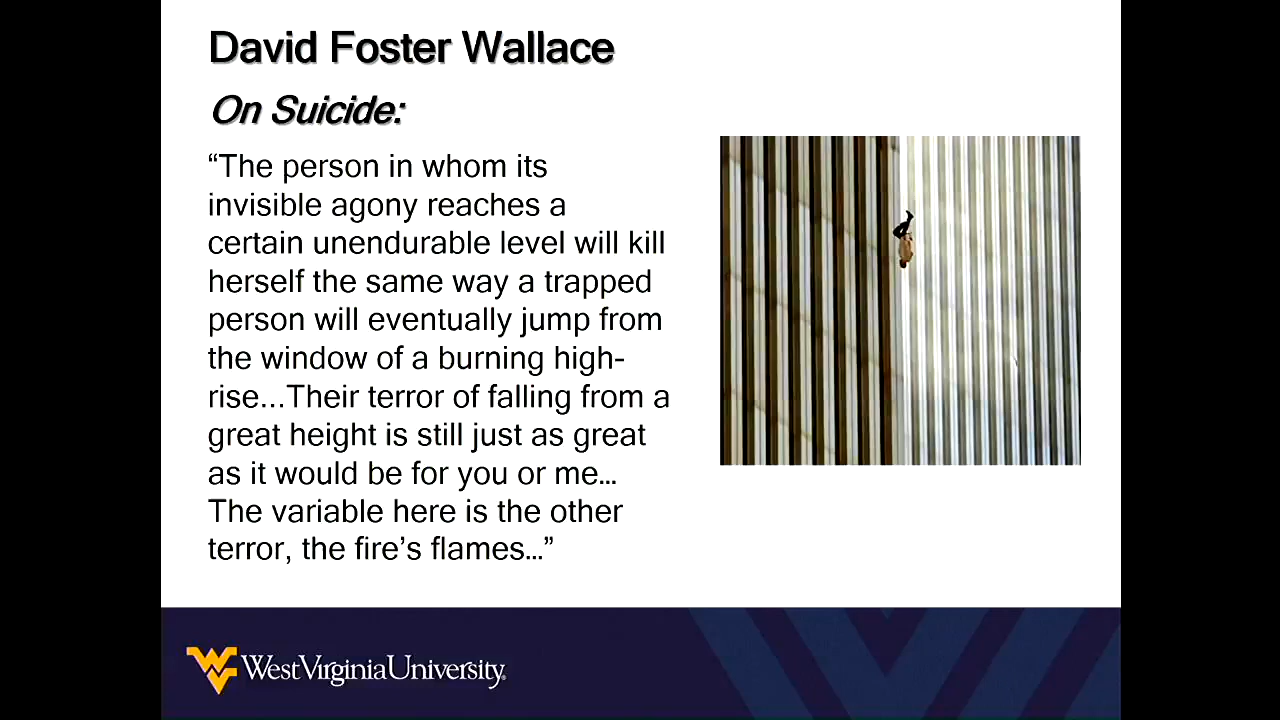 David Foster Wallace
On Suicide:
“The person in whom its
invisible agony reaches a
certain unendurable level will kill
herself the same way a trapped
person will eventually jump from
the window of a burning high-
rise...Their terror of falling from a
great height is still just as great
as it would be for you or me...
The variable here is the other
terror, the fire’s flames...”
WestVirginiaUniversity®